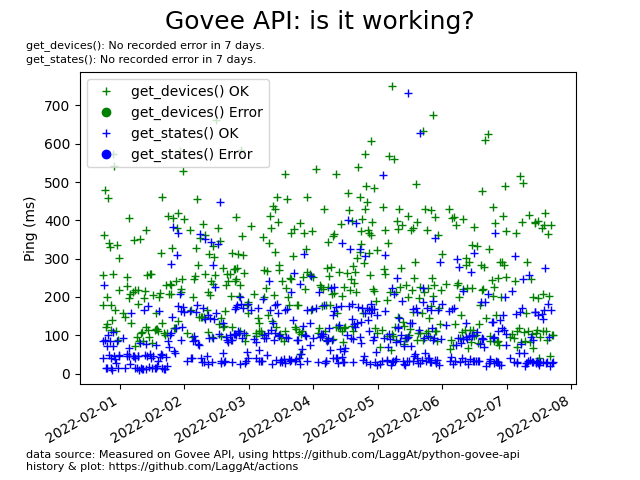 Govee API: is it working?
get_devices(): No recorded error in 7 days.
get_states(): No recorded error in 7 days.
get_devices() OK
get_devices() Error
get_states() OK
get_states() Error
Ping (ms)
700
600
500
400
300
200
100
0
2022-02-01
2022-02-02
2022-02-03
2022-02-04
2022-02-05
2022-02-06
2022-02-07
2022-02-08
data source: Measured on Govee API, using https://github.com/LaggAt/python-govee-api
history & plot: https://github.com/LaggAt/actions